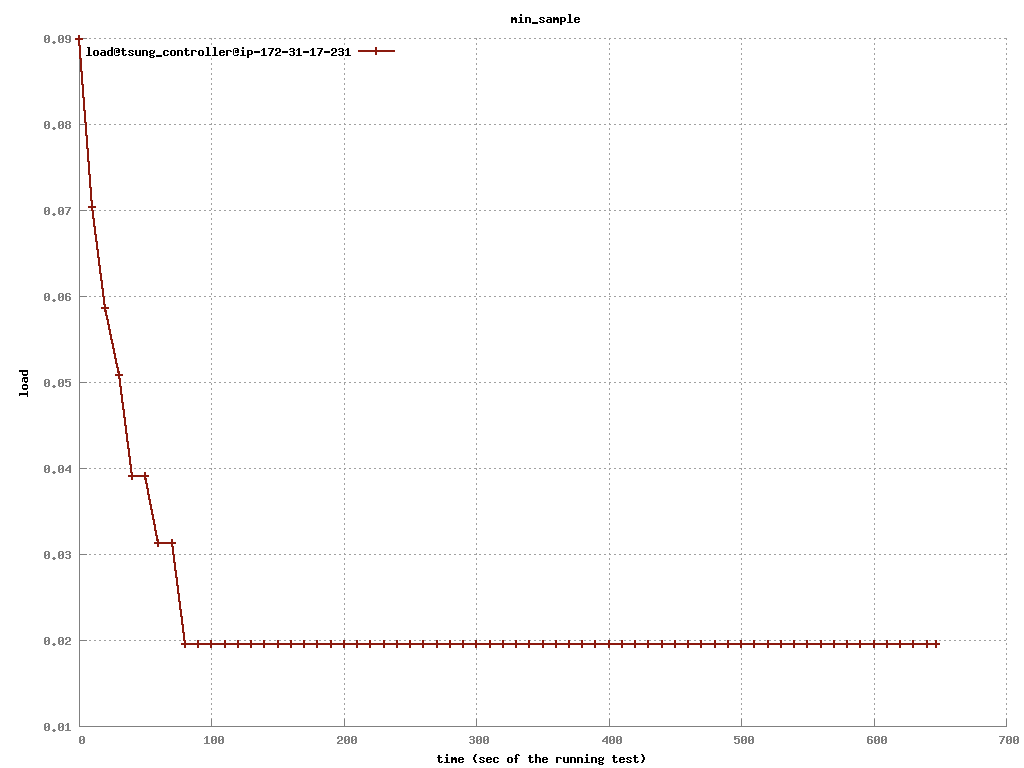 min_sample
load@tsung_controller@ip-172-31-17-231
0.09
0.08
0.07
0.06
0.05
0.04
0.03
0.02
0.01
load
0 100 200 300 400 500 600 700
time (sec of the running test)